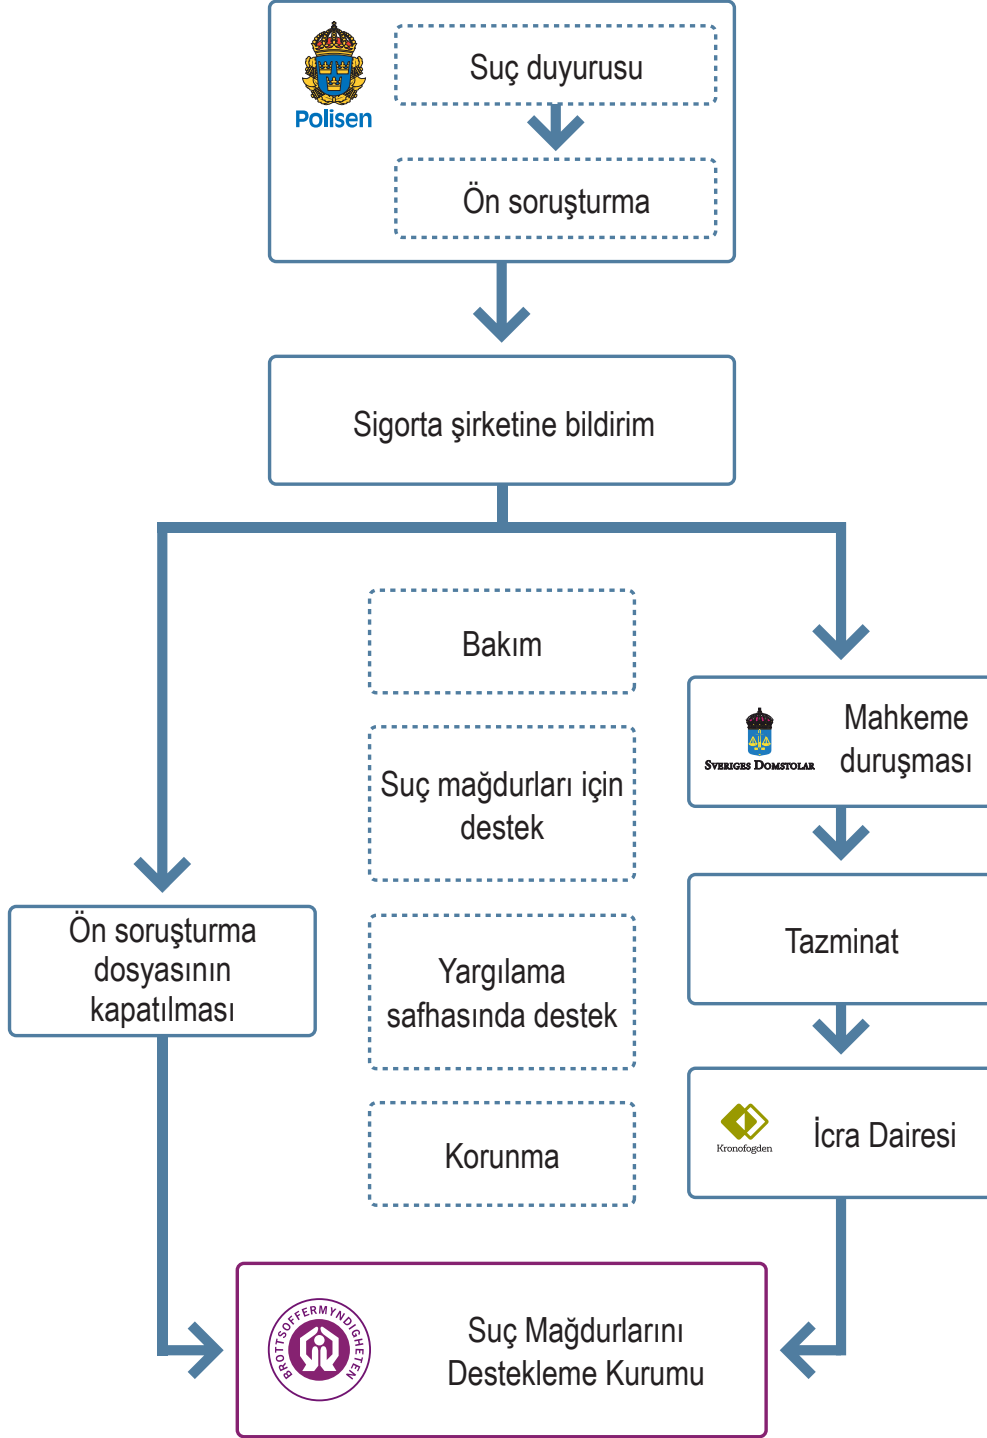 Polisen
Suç duyurusu
Ön soruşturma
Sigorta şirketine bildirim
Bakım
Suç mağdurları için
destek
Yargılama
safhasında destek
Korunma
Ön soruşturma
dosyasının
kapatılması
SVERIGES DOMSTOLAR
Mahkeme
duruşması
Tazminat
Kronofogden
İcra Dairesi
BROTTSOFFERMYNDIGHETEN
Suç Mağdurlarını
Destekleme Kurumu